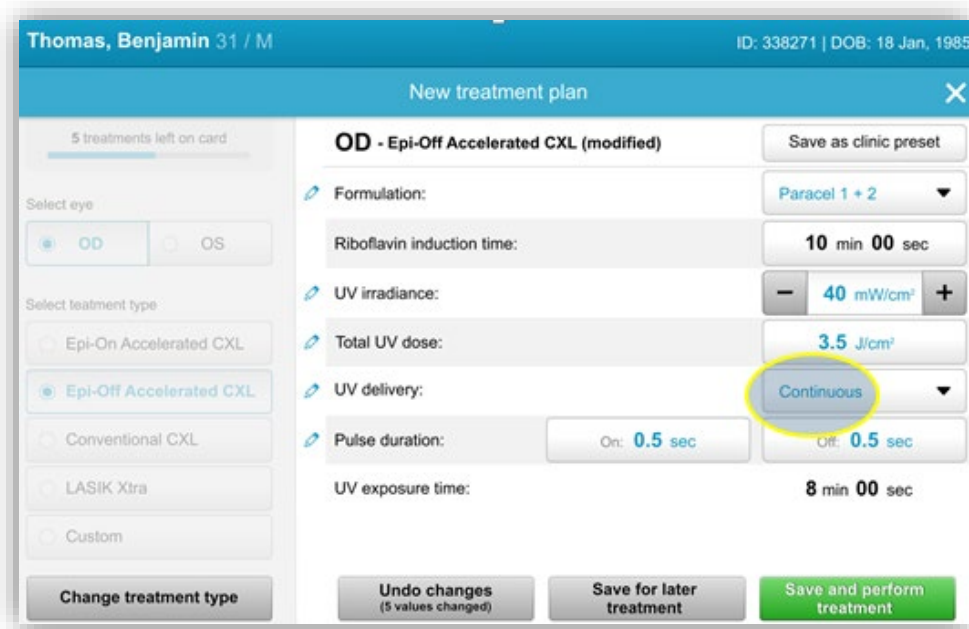 Thomas, Benjamin 31 / M
ID: 338271 | DOB: 18 Jan, 1985
New treatment plan
5 treatments left on card
Select eye
OD
OS
Select teatment type
Epi-On Accelerated CXL
Epi-Off Accelerated CXL
Conventional CXL
LASIK Xtra
Custom
Change treatment type
OD - Epi-Off Accelerated CXL (modified)
Save as clinic preset
Formulation:
Paracel 1 + 2
Riboflavin induction time:
10 min 00 sec
UV irradiance:
− 40 mW/cm² +
Total UV dose:
3.5 J/cm²
UV delivery:
Continuous
Pulse duration:
On: 0.5 sec
Off: 0.5 sec
UV exposure time:
8 min 00 sec
Undo changes
(5 values changed)
Save for later
treatment
Save and perform
treatment